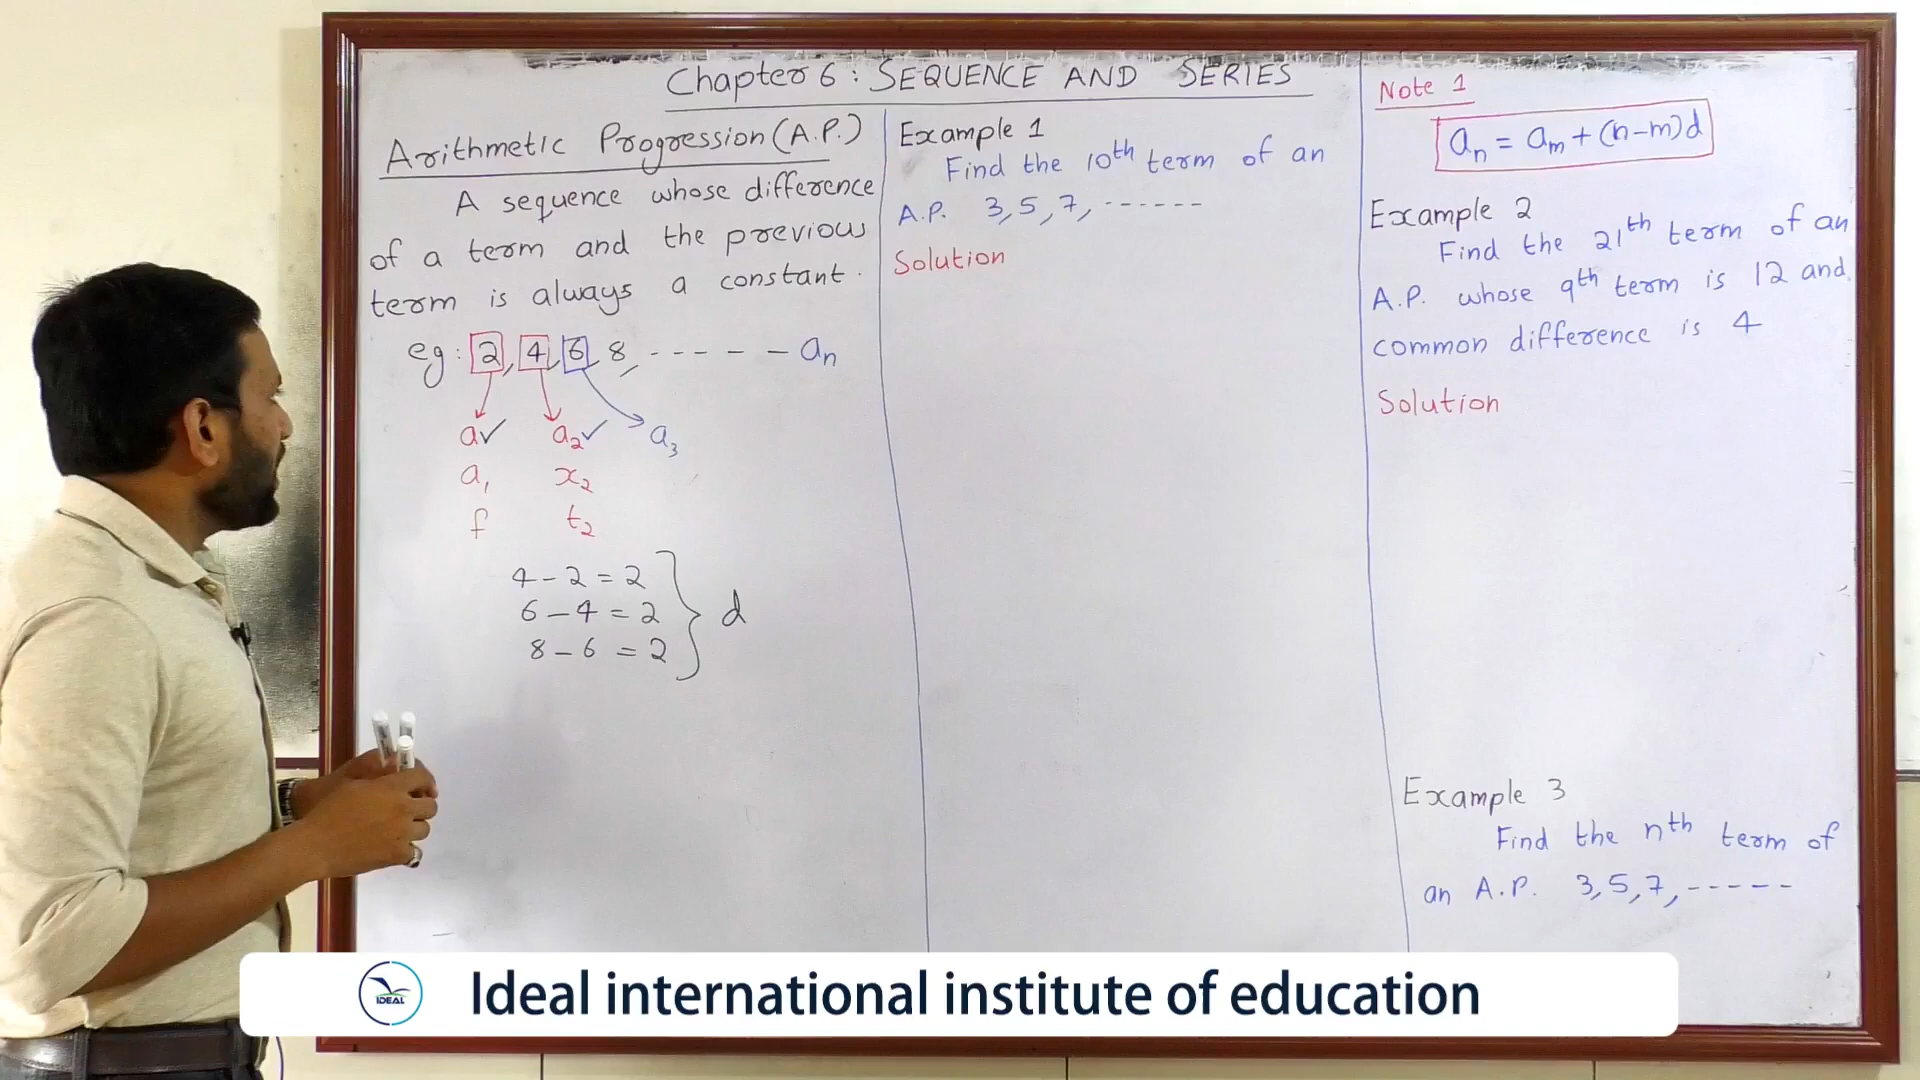 Chapter 6 : SEQUENCE AND SERIES
Arithmetic Progression (A.P.)
A sequence whose difference
of a term and the previous
term is always a constant.
eg : 2, 4, 6, 8, - - - - - aₙ
a✓ a₂✓ a₃
a₁ x₂
f t₂
4 - 2 = 2
6 - 4 = 2
8 - 6 = 2
d
Example 1
Find the 10th term of an
A.P. 3, 5, 7, - - - - - -
Solution
Note 1
aₙ = aₘ + (n-m)d
Example 2
Find the 21th term of an
A.P. whose 9th term is 12 and
common difference is 4
Solution
Example 3
Find the nth term of
an A.P. 3, 5, 7, - - - - -
IDEAL
Ideal international institute of education